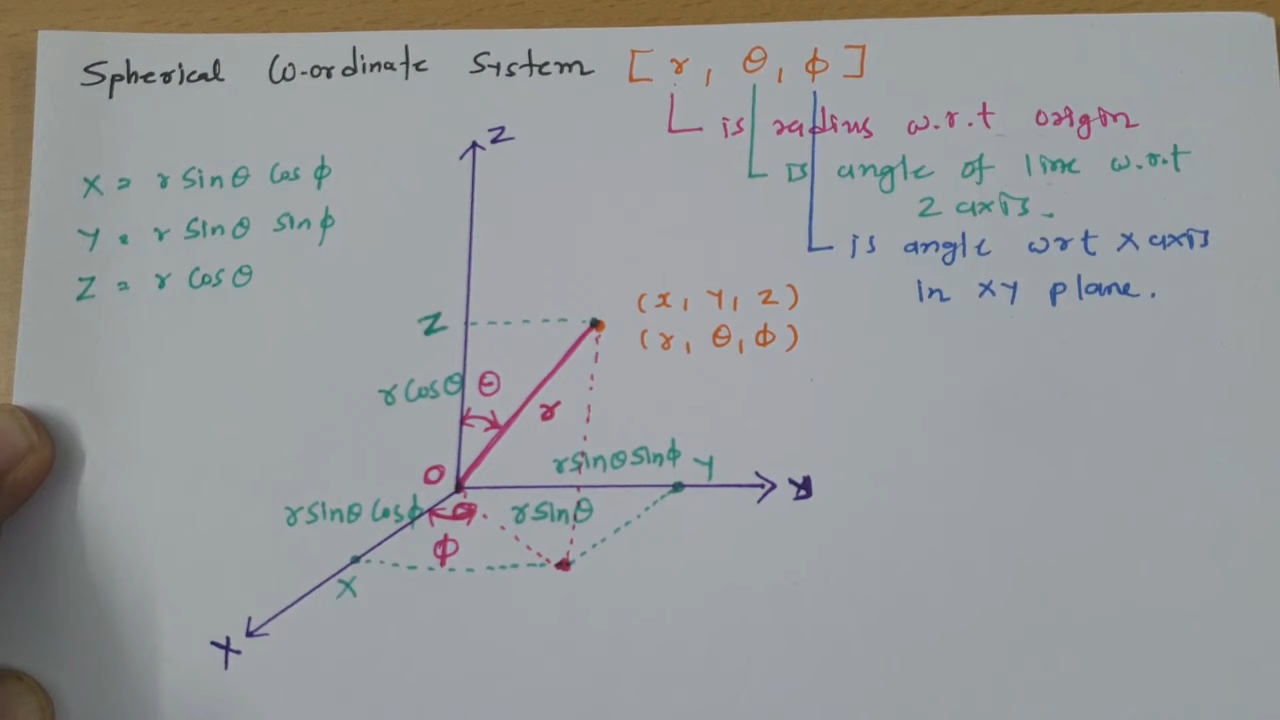 Spherical Co-ordinate System [ r, θ, ϕ ]
is radius w.r.t origin
is angle of line w.r.t
Z axis.
is angle wrt X axis
in XY plane.
X = r sinθ cos ϕ
Y = r sinθ sinϕ
Z = r cosθ
Z
(x, Y, Z)
(r, θ, ϕ)
Z
r cosθ
θ
r
O
r sinθ sinϕ
Y
Y
r sinθ cosϕ
r sinθ
ϕ
X
X